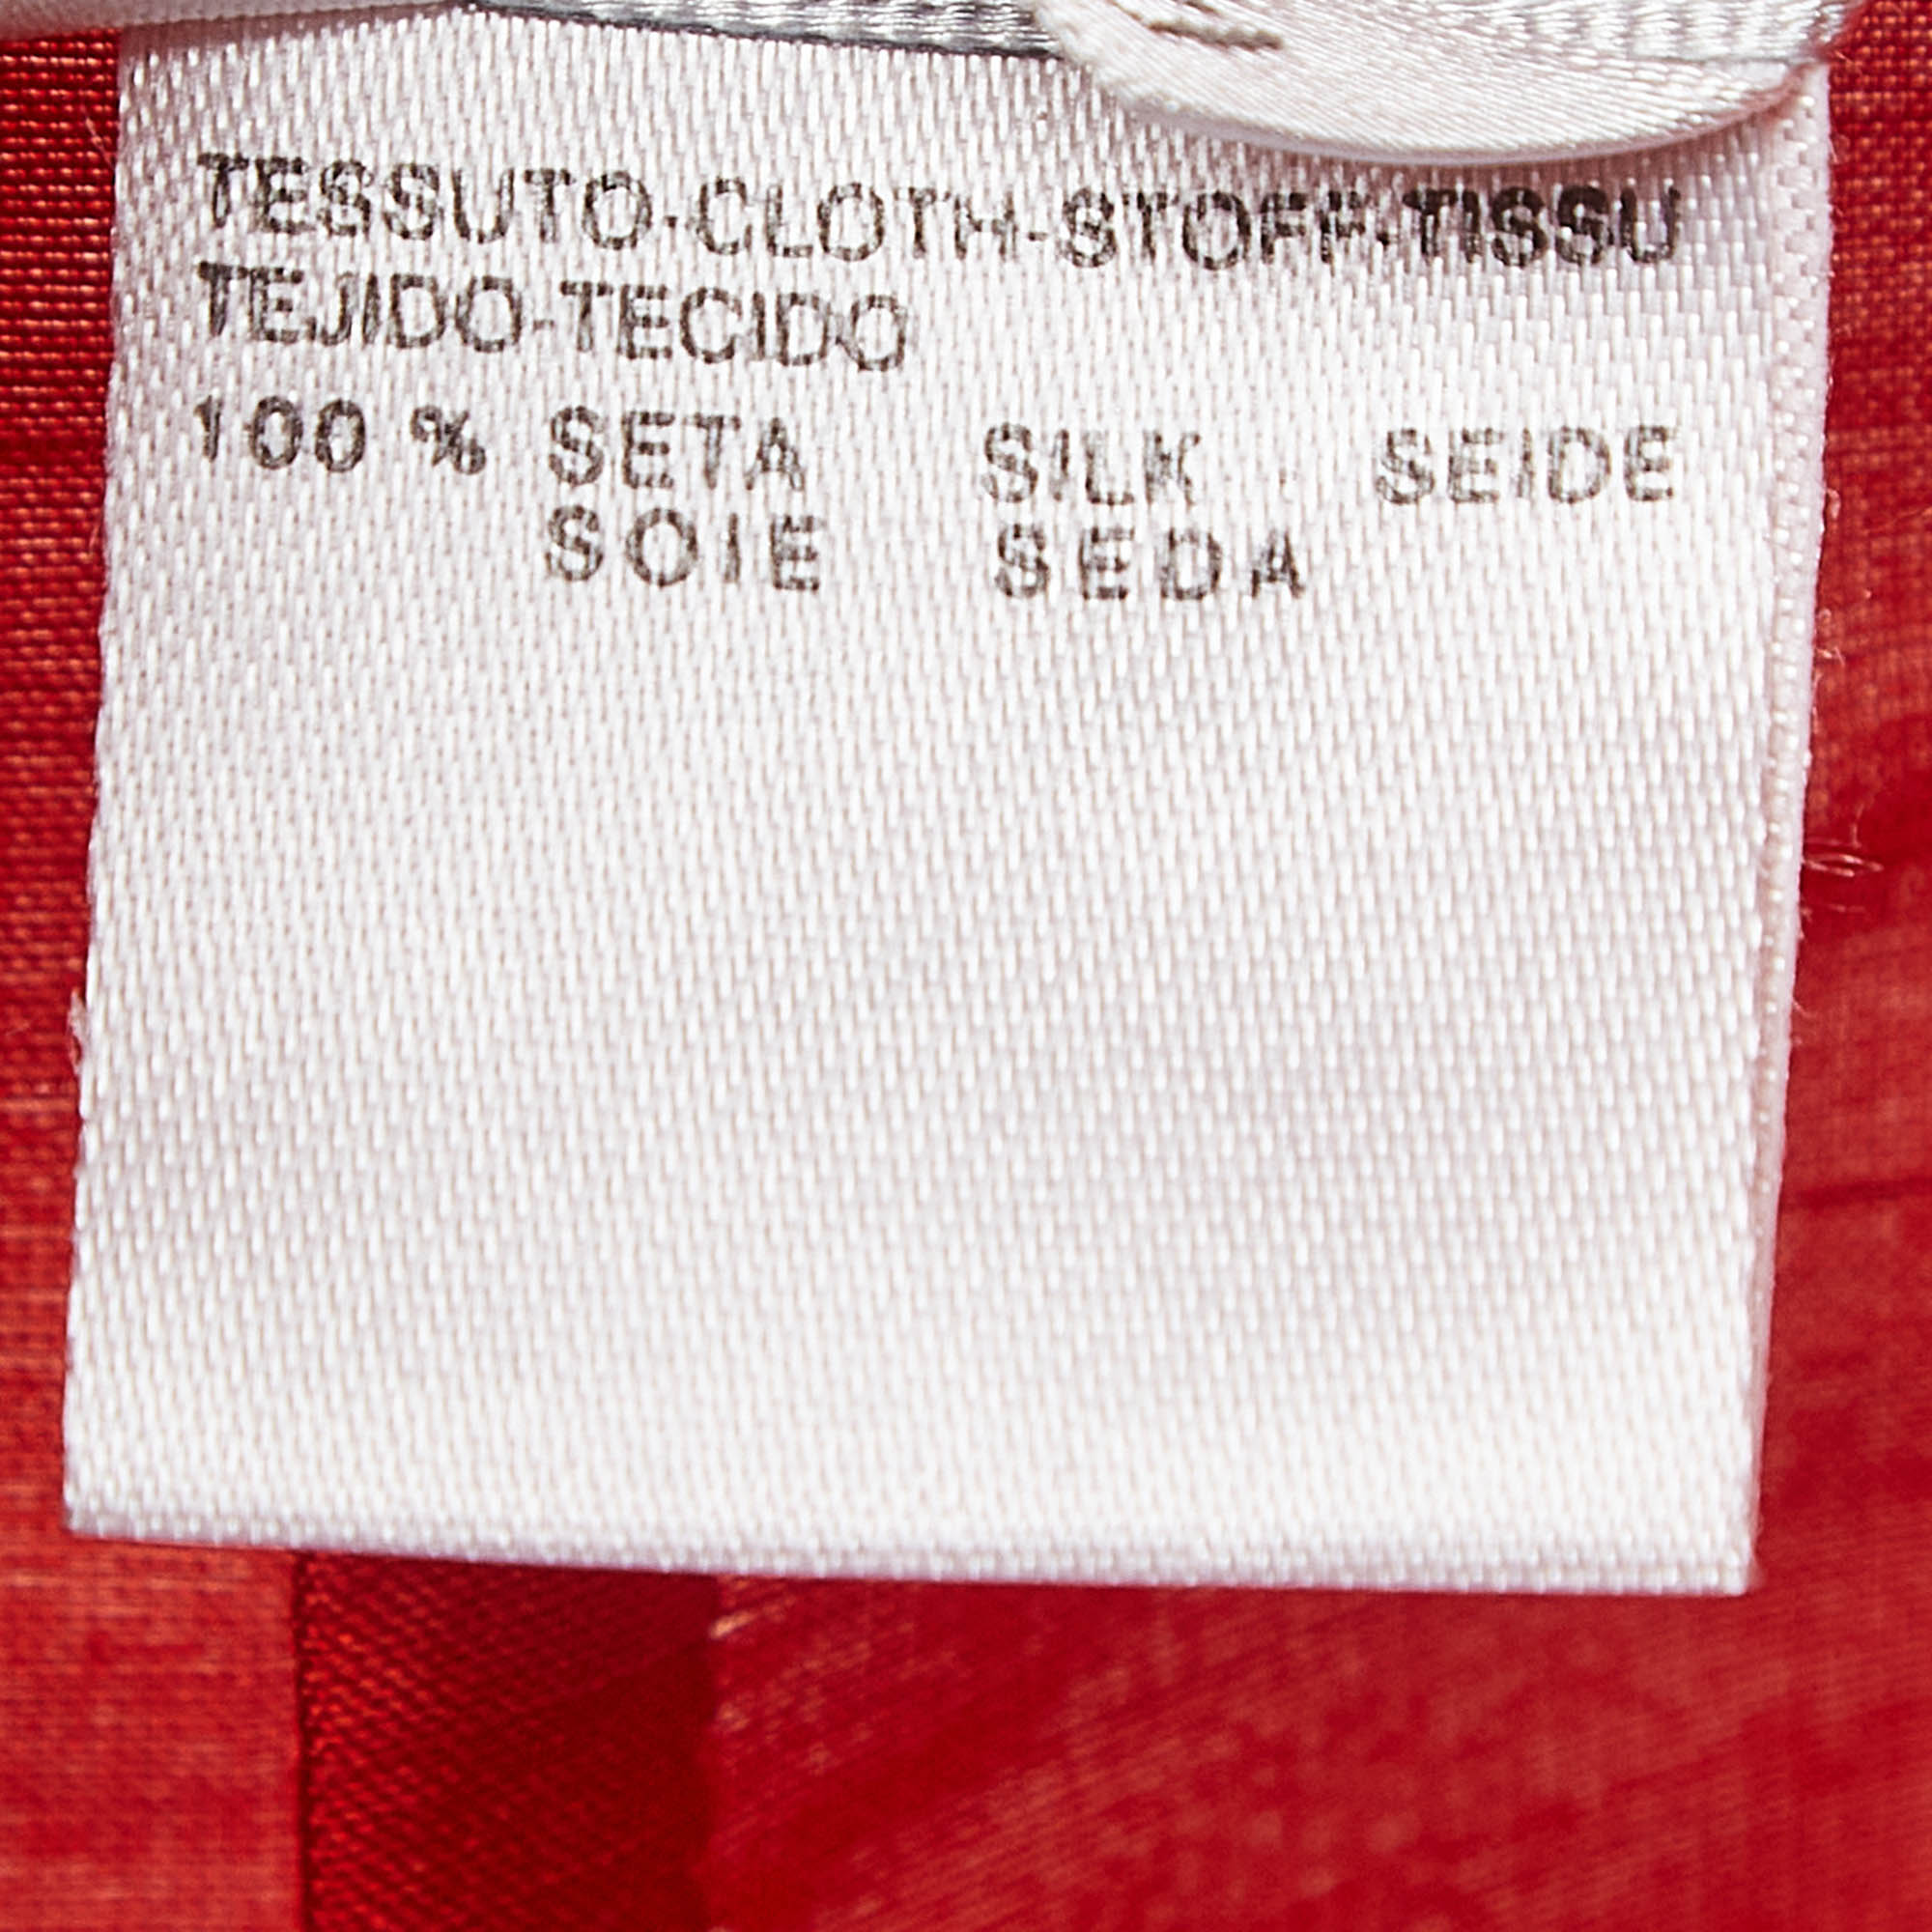 TESSUTO-CLOTH-STOFF-TISSU
TEJIDO-TECIDO
100 % SETA SILK SEIDE
SOIE SEDA